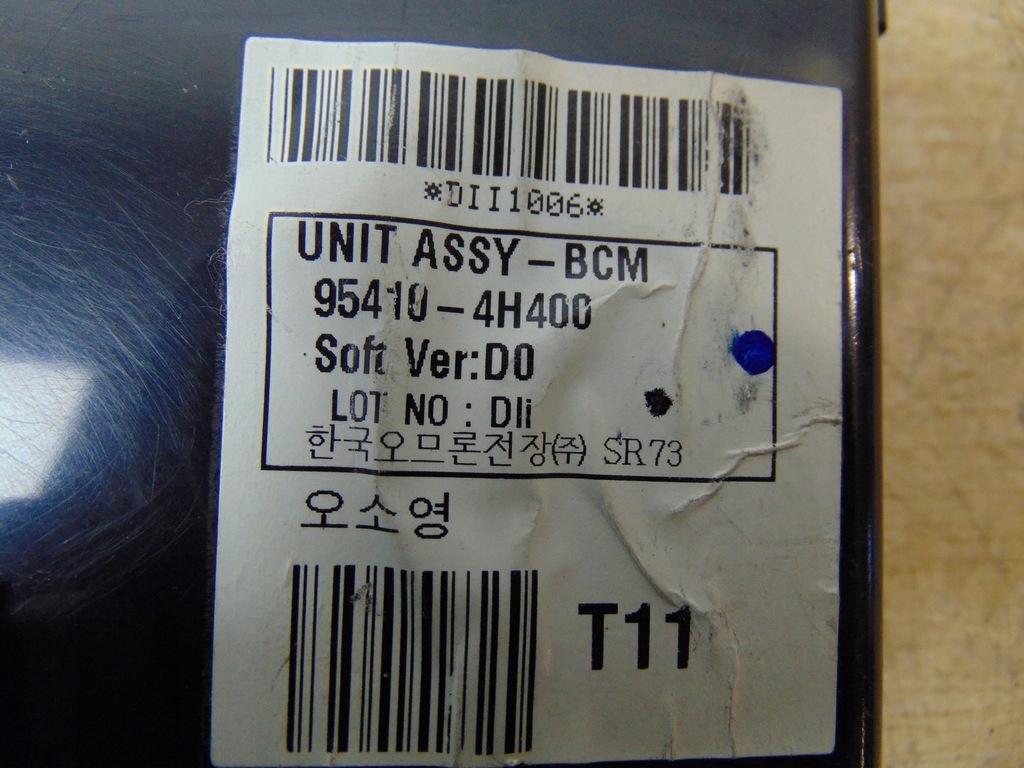 *DII1006*
UNIT ASSY-BCM
95410-4H400
Soft Ver:D0
LOT NO : DIi
한국오므론전장㈜ SR73
오소영
T11